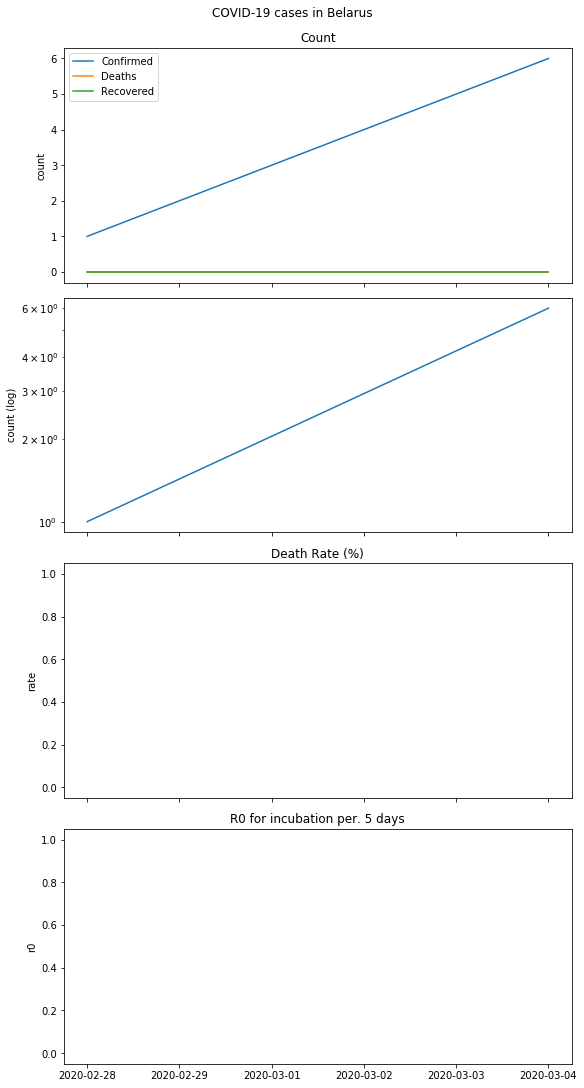 COVID-19 cases in Belarus
Count
Confirmed
Deaths
Recovered
6
5
4
3
2
1
0
count
6 × 10⁰
4 × 10⁰
3 × 10⁰
2 × 10⁰
10⁰
count (log)
Death Rate (%)
1.0
0.8
0.6
0.4
0.2
0.0
rate
R0 for incubation per. 5 days
1.0
0.8
0.6
0.4
0.2
0.0
r0
2020-02-28 2020-02-29 2020-03-01 2020-03-02 2020-03-03 2020-03-04